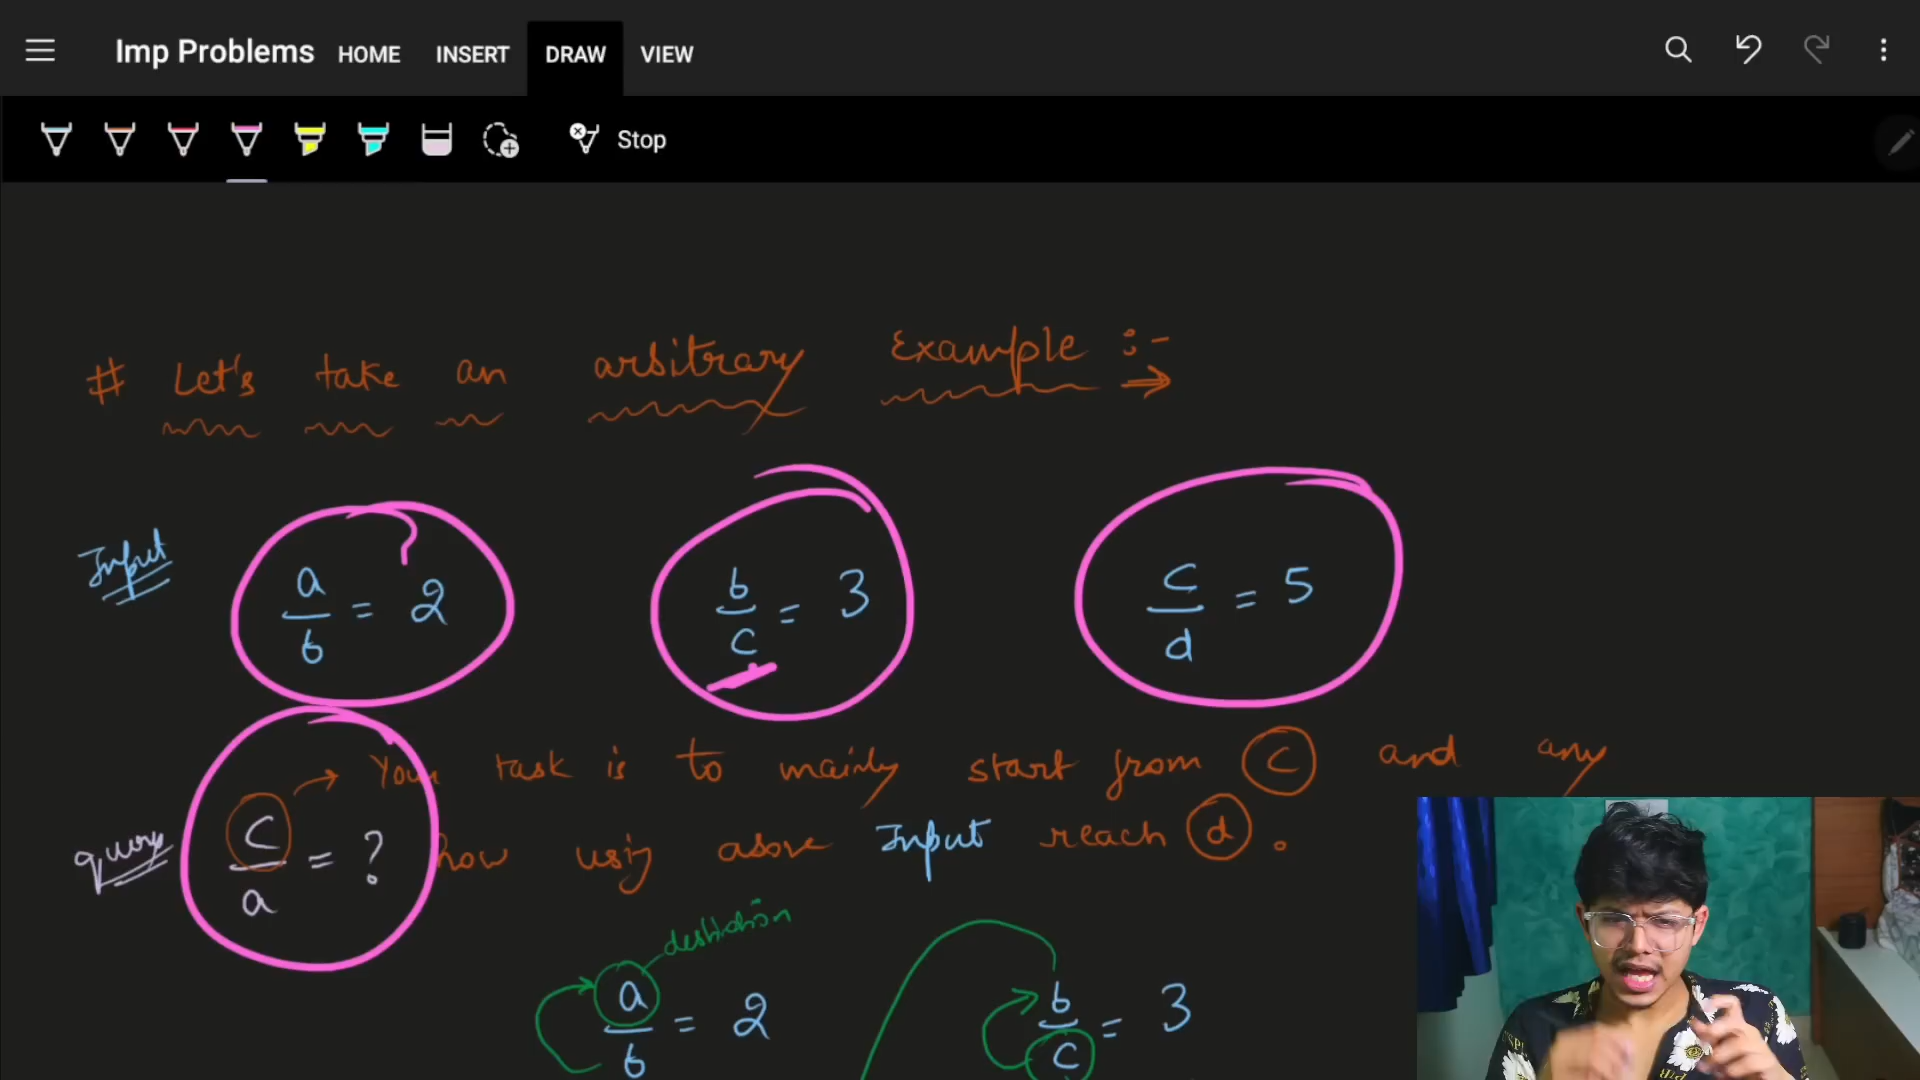 Imp Problems HOME INSERT DRAW VIEW
Stop
# Let's take an arbitrary Example :- →
Input a/b = 2 b/c = 3 c/d = 5
→ Your task is to mainly start from c and any
query c/a = ? how using above Input reach d .
destination
a/b = 2 b/c = 3